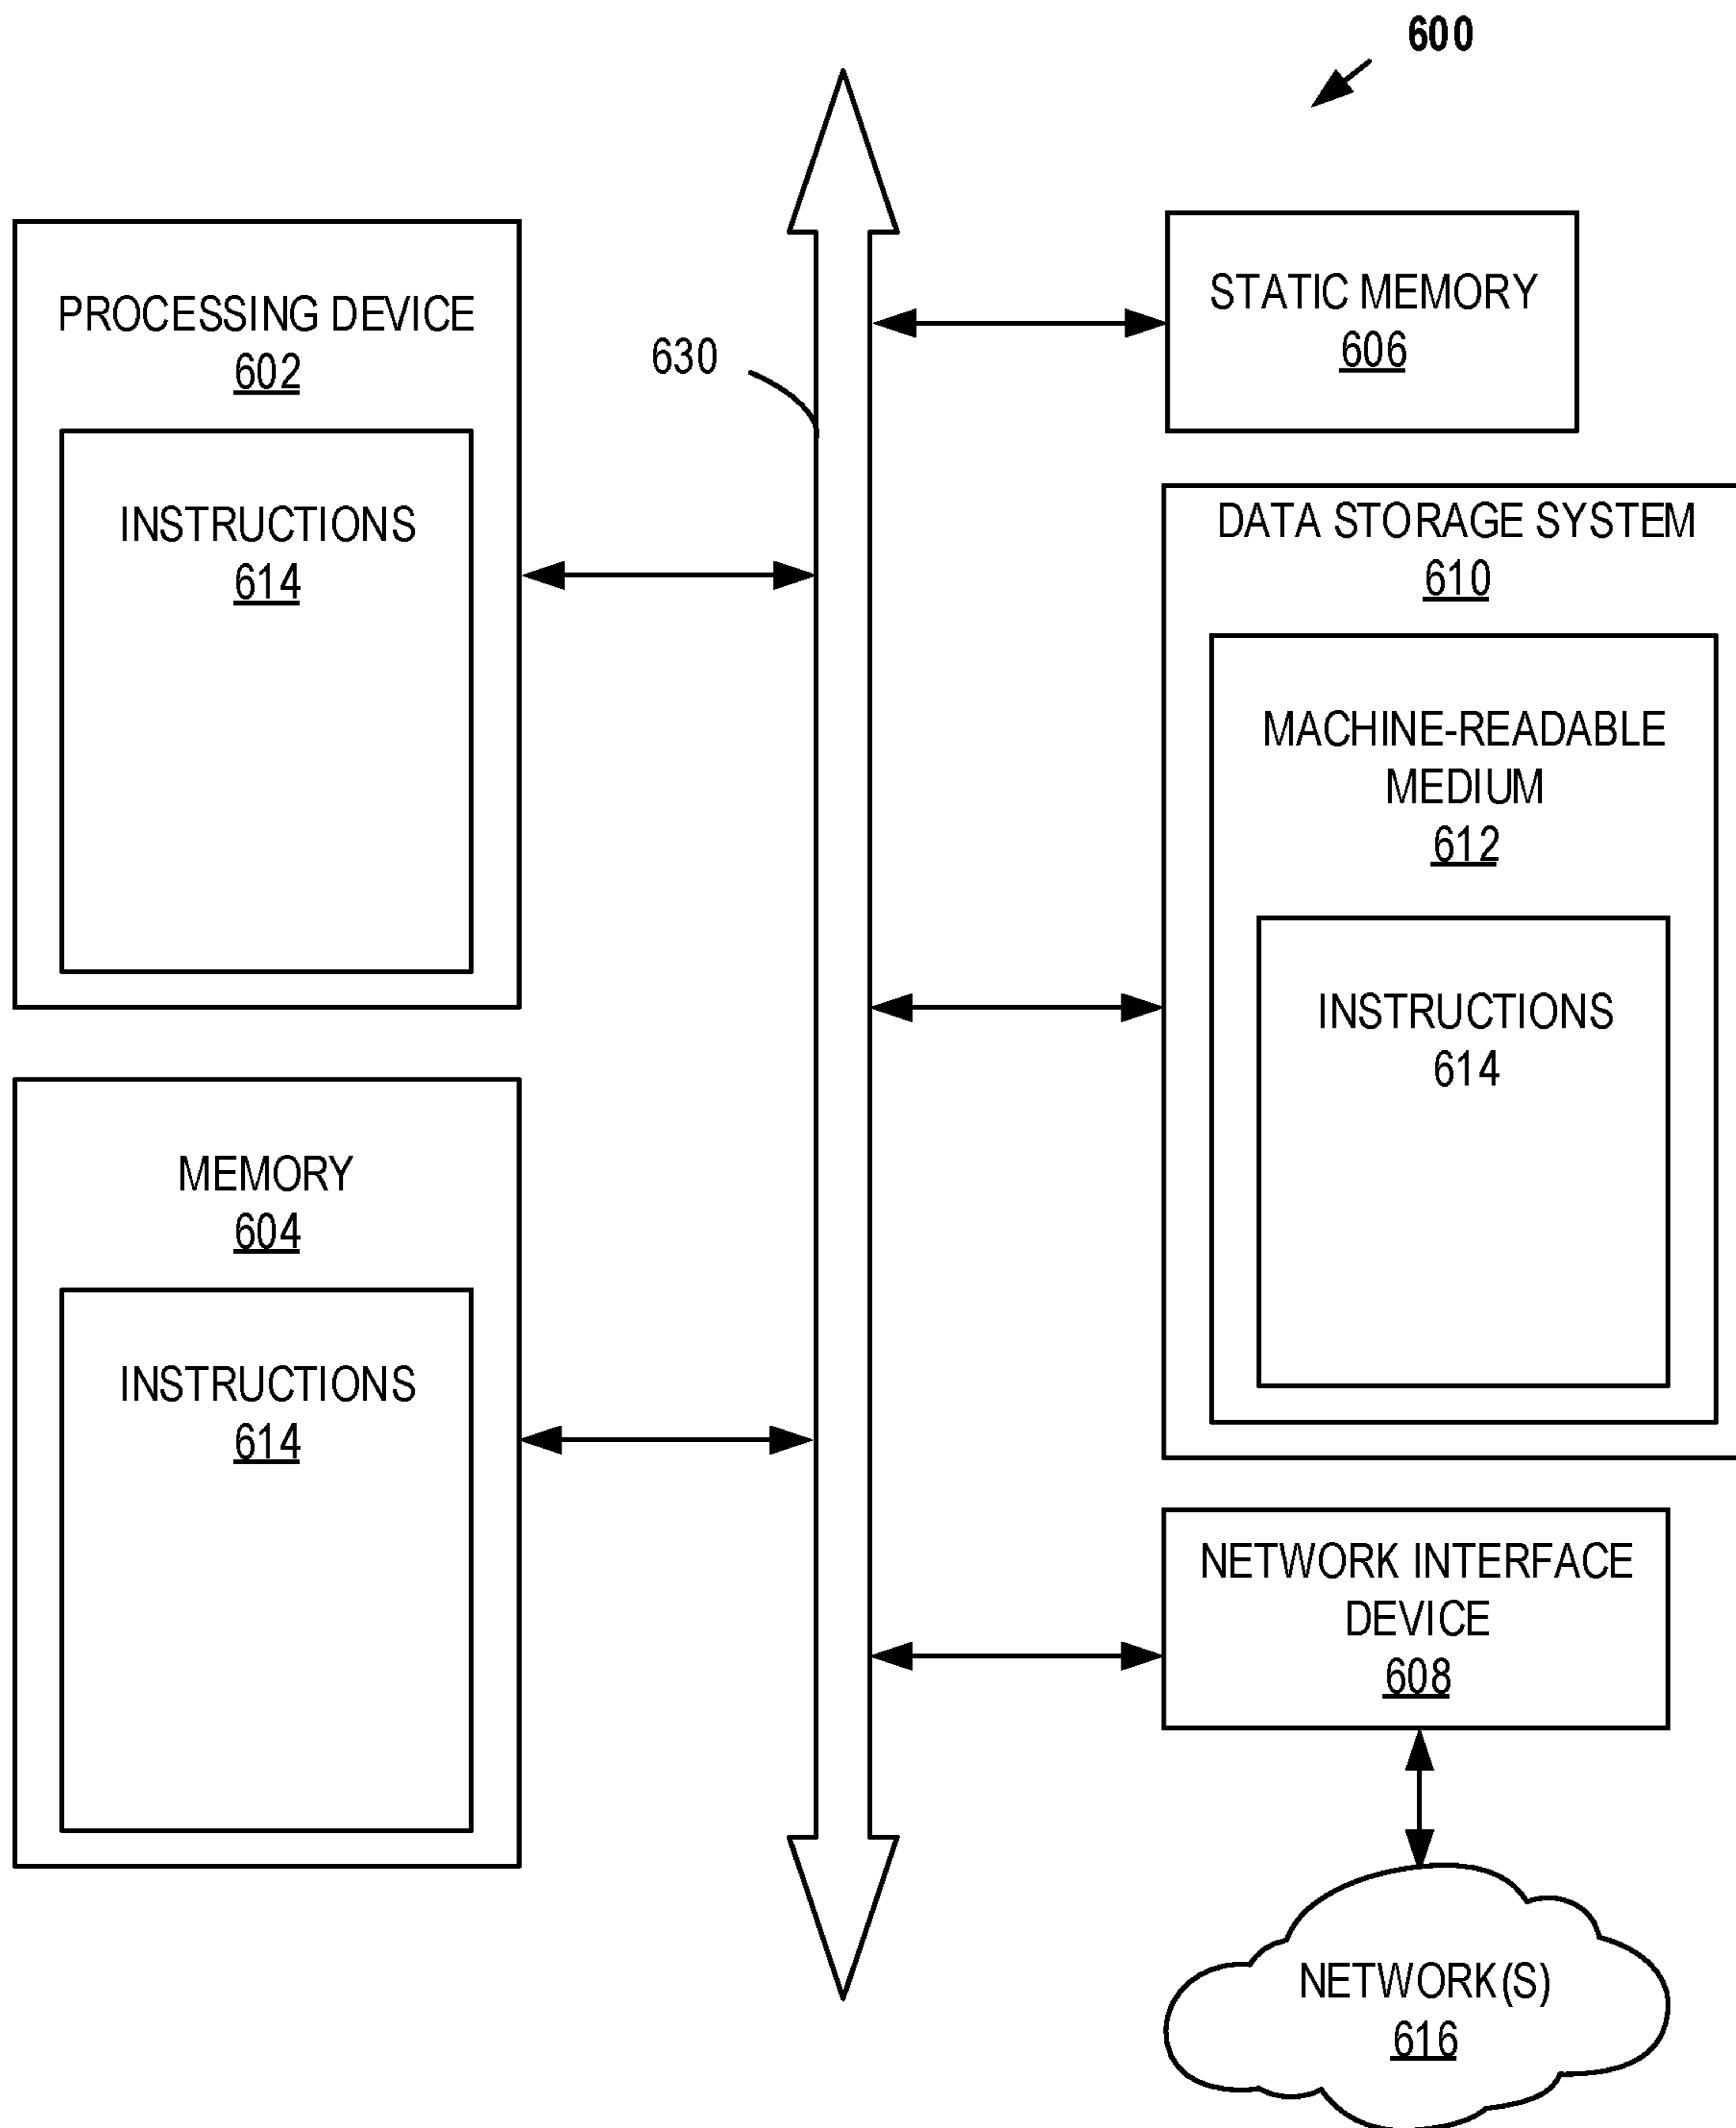 600
PROCESSING DEVICE
602
INSTRUCTIONS
614
MEMORY
604
INSTRUCTIONS
614
630
STATIC MEMORY
606
DATA STORAGE SYSTEM
610
MACHINE-READABLE
MEDIUM
612
INSTRUCTIONS
614
NETWORK INTERFACE
DEVICE
608
NETWORK(S)
616